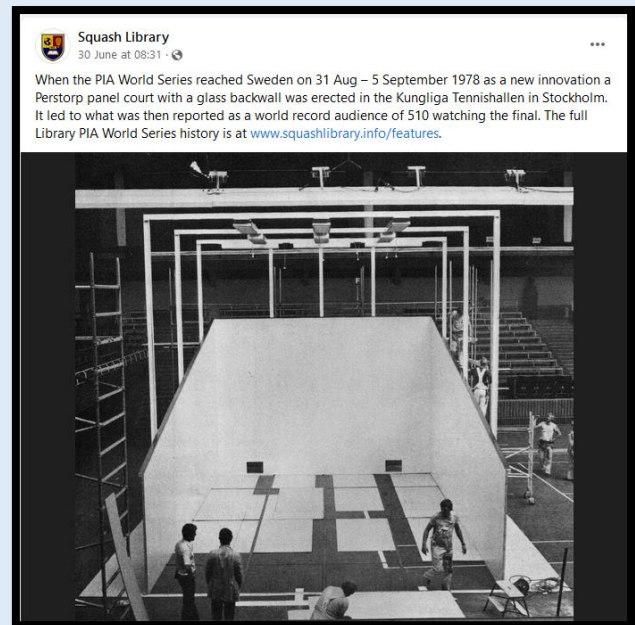 Squash Library
30 June at 08:31 ·
When the PIA World Series reached Sweden on 31 Aug – 5 September 1978 as a new innovation a
Perstorp panel court with a glass backwall was erected in the Kungliga Tennishallen in Stockholm.
It led to what was then reported as a world record audience of 510 watching the final. The full
Library PIA World Series history is at www.squashlibrary.info/features.